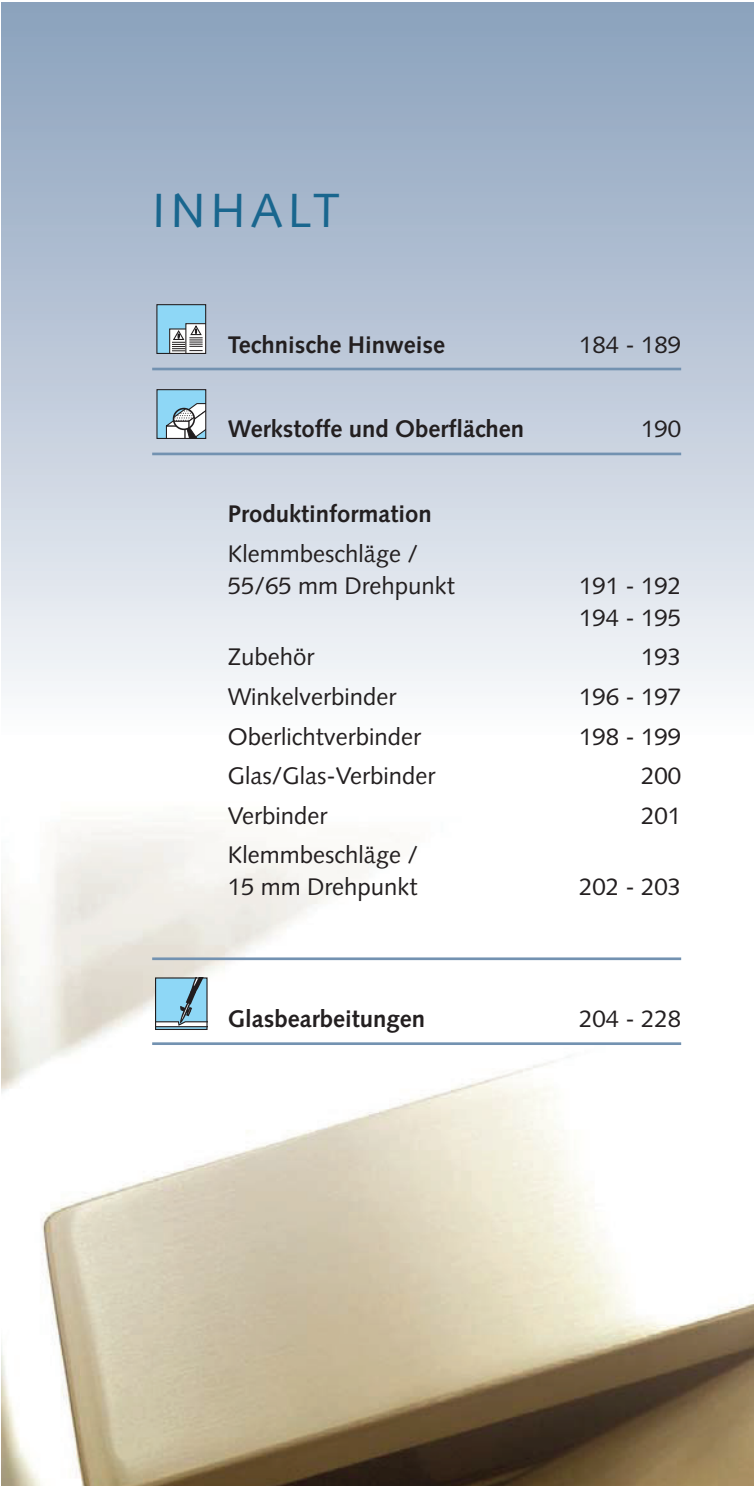 INHALT
Technische Hinweise 184 - 189
Werkstoffe und Oberflächen 190
Produktinformation
Klemmbeschläge /
55/65 mm Drehpunkt 191 - 192
194 - 195
Zubehör 193
Winkelverbinder 196 - 197
Oberlichtverbinder 198 - 199
Glas/Glas-Verbinder 200
Verbinder 201
Klemmbeschläge /
15 mm Drehpunkt 202 - 203
Glasbearbeitungen 204 - 228